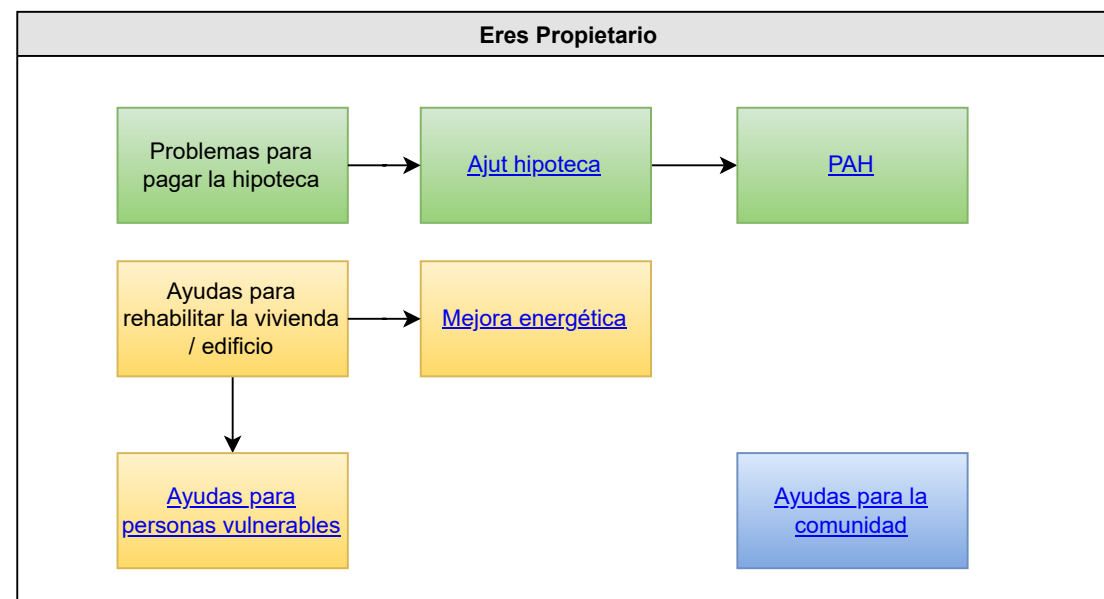 Eres Propietario
Problemas para
pagar la hipoteca
Ajut hipoteca
PAH
Ayudas para
rehabilitar la vivienda
/ edificio
Mejora energética
Ayudas para
personas vulnerables
Ayudas para la
comunidad